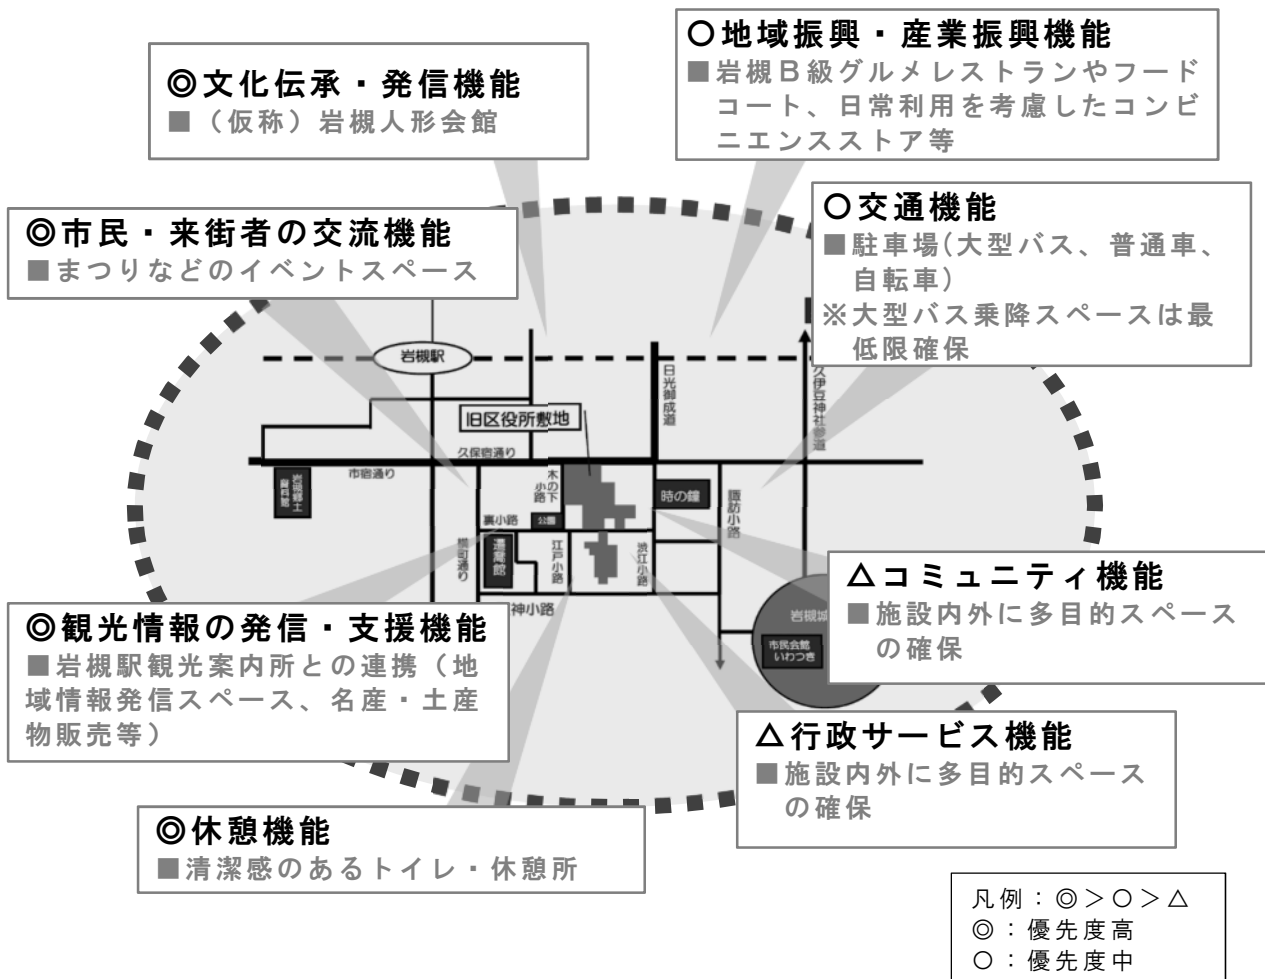 ◎文化伝承・発信機能
■（仮称）岩槻人形会館
〇地域振興・産業振興機能
■岩槻Ｂ級グルメレストランやフード
コート、日常利用を考慮したコンビ
ニエンスストア等
◎市民・来街者の交流機能
■まつりなどのイベントスペース
〇交通機能
■駐車場(大型バス、普通車、
自転車)
※大型バス乗降スペースは最
低限確保
岩槻駅
旧区役所敷地
日光御成道
久伊豆神社参道
久保宿通り
市宿通り
岩槻郷土
資料館
木の下
小路
時の鐘
諏訪小路
裏小路
公園
横町通り
遷喬館
江戸小路
渋江小路
神小路
岩槻城
市民会館
いわつき
◎観光情報の発信・支援機能
■岩槻駅観光案内所との連携（地
域情報発信スペース、名産・土産
物販売等）
△コミュニティ機能
■施設内外に多目的スペース
の確保
△行政サービス機能
■施設内外に多目的スペース
の確保
◎休憩機能
■清潔感のあるトイレ・休憩所
凡例：◎＞〇＞△
◎：優先度高
〇：優先度中